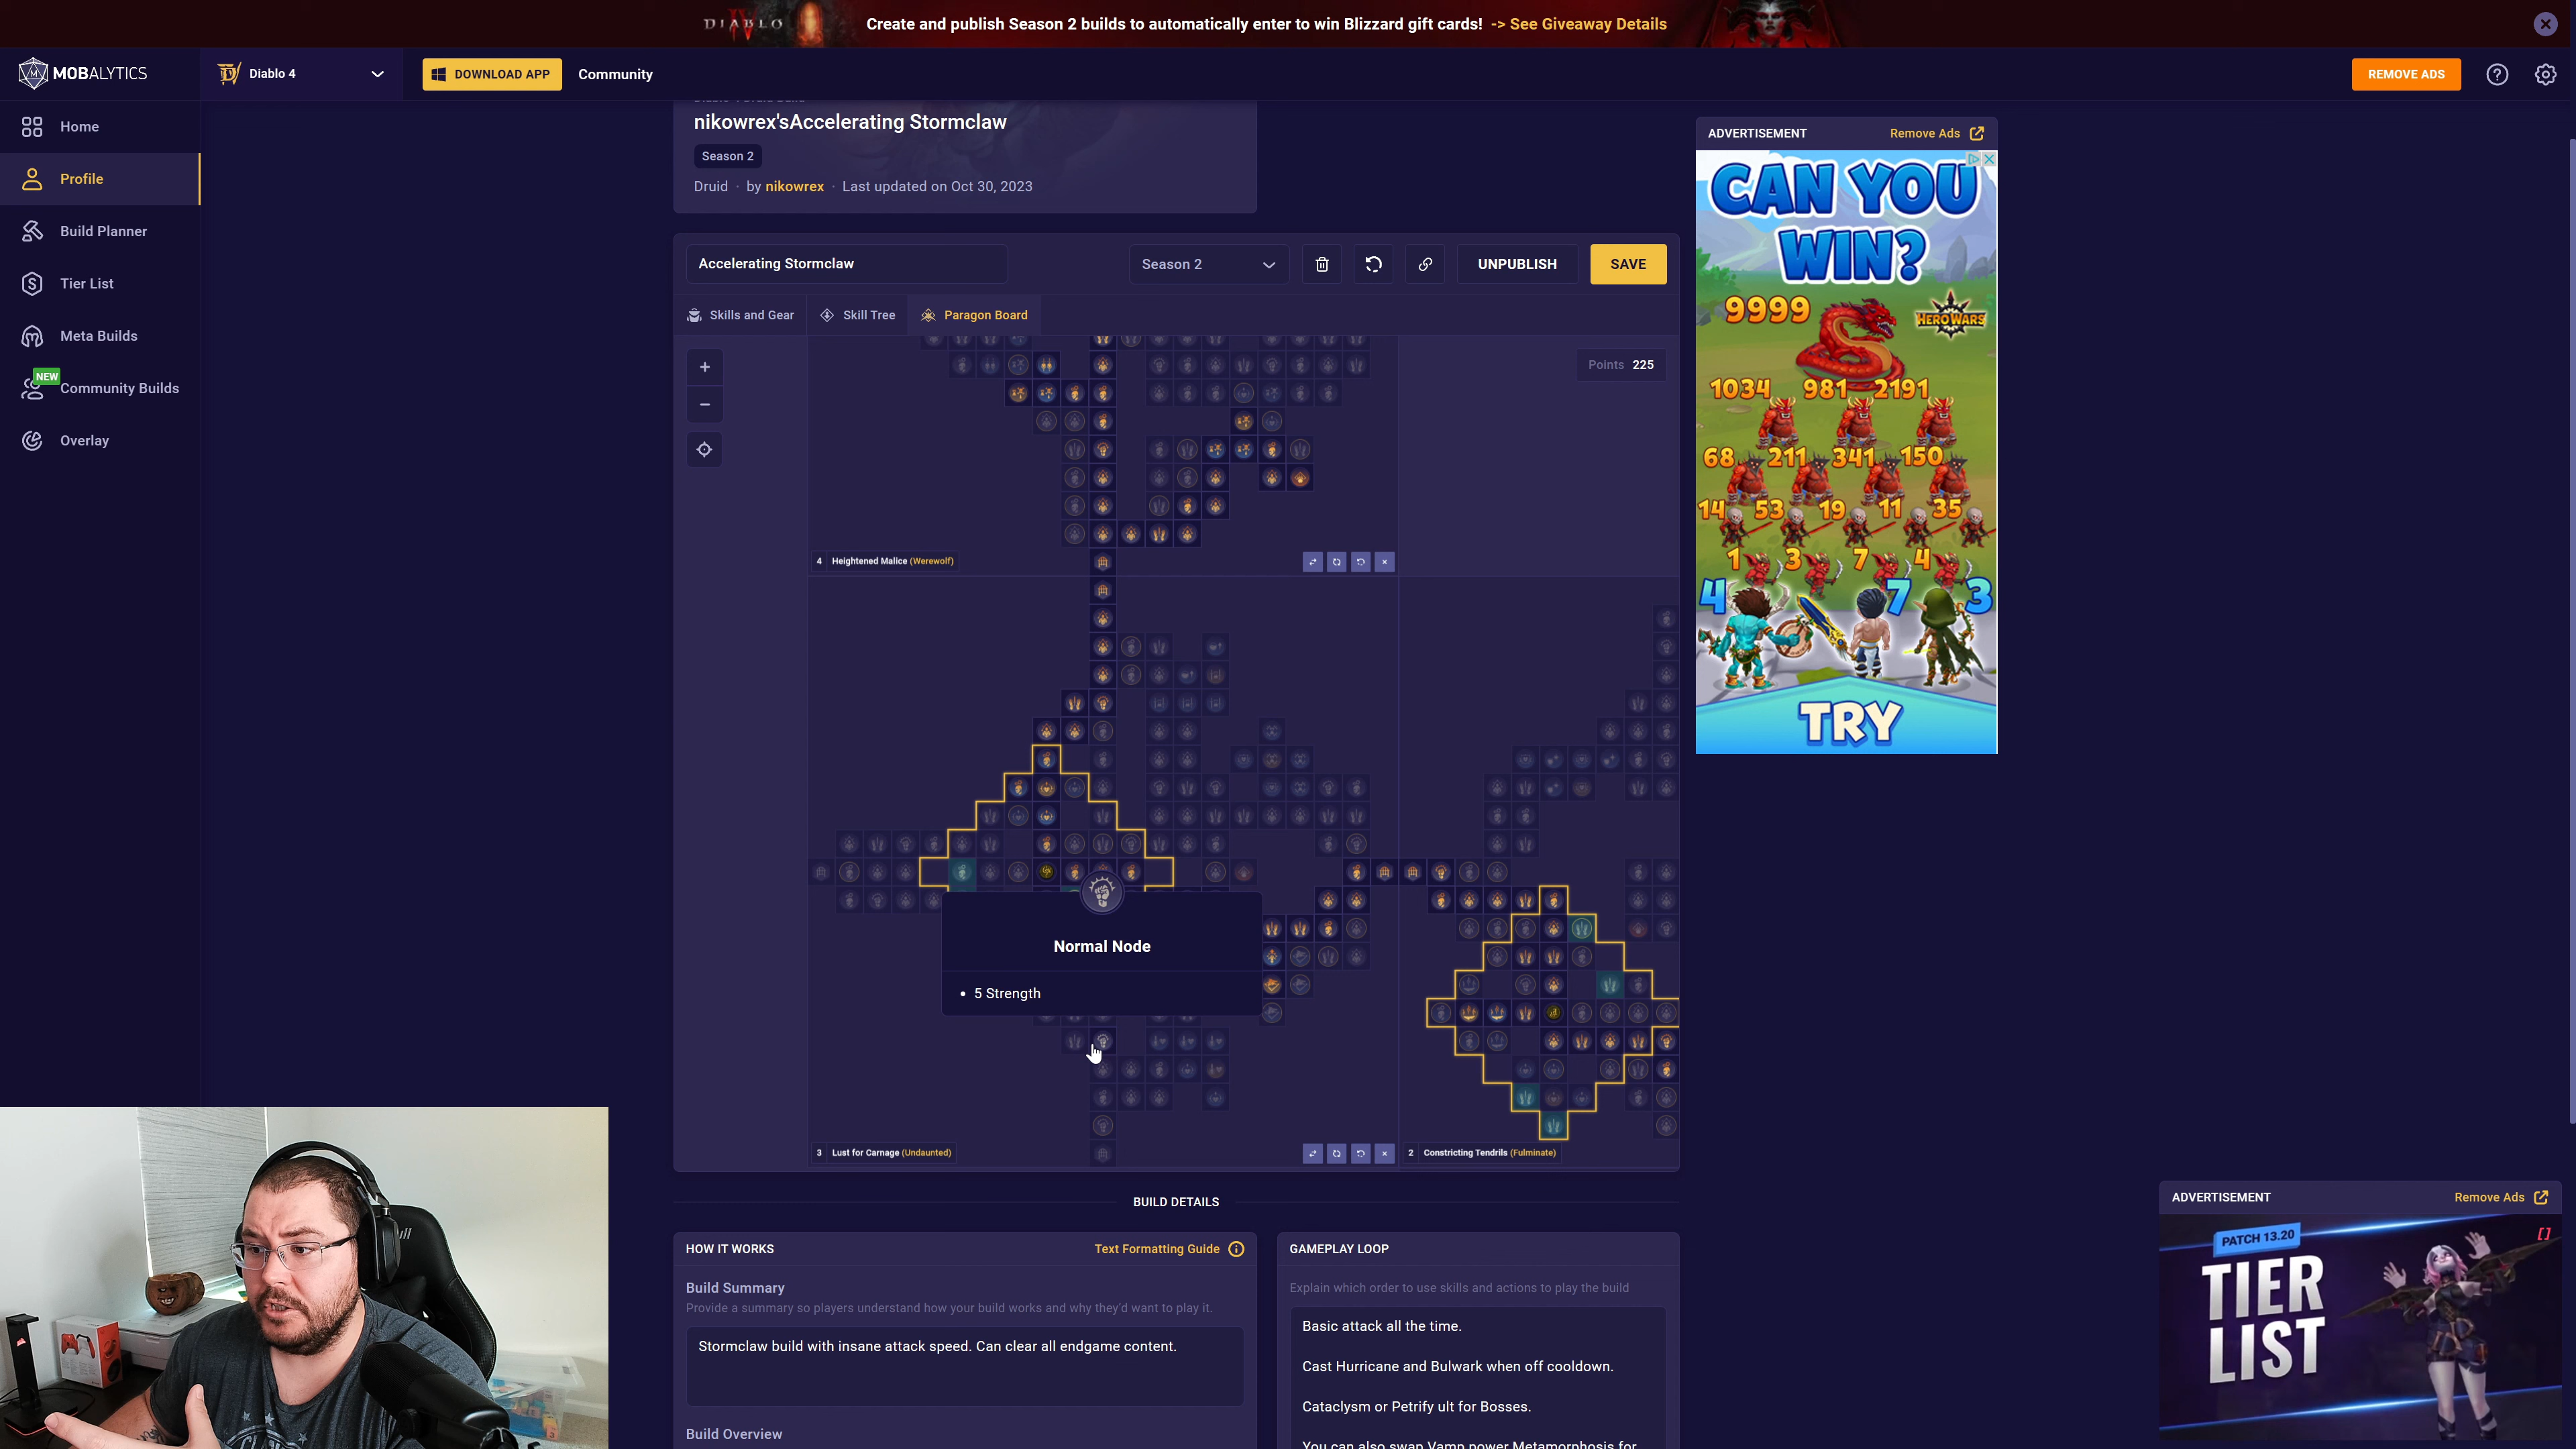 DIABLO IV
Create and publish Season 2 builds to automatically enter to win Blizzard gift cards! -> See Giveaway Details
MOBALYTICS
Diablo 4
DOWNLOAD APP
Community
REMOVE ADS
Home
Profile
Build Planner
Tier List
Meta Builds
NEW
Community Builds
Overlay
nikowrex'sAccelerating Stormclaw
Season 2
Druid · by nikowrex · Last updated on Oct 30, 2023
Accelerating Stormclaw
Season 2
UNPUBLISH
SAVE
Skills and Gear
Skill Tree
Paragon Board
Points 225
4 Heightened Malice (Werewolf)
Normal Node
• 5 Strength
3 Lust for Carnage (Undaunted)
2 Constricting Tendrils (Fulminate)
BUILD DETAILS
HOW IT WORKS
Text Formatting Guide
Build Summary
Provide a summary so players understand how your build works and why they'd want to play it.
Stormclaw build with insane attack speed. Can clear all endgame content.
Build Overview
GAMEPLAY LOOP
Explain which order to use skills and actions to play the build
Basic attack all the time.
Cast Hurricane and Bulwark when off cooldown.
Cataclysm or Petrify ult for Bosses.
You can also swap Vamp power Metamorphosis for
ADVERTISEMENT
Remove Ads
CAN YOU
WIN?
9999
HERO WARS
1034 981 2191
68 211 341 150
14 53 19 11 35
1 3 7 4
4 7 3
TRY
ADVERTISEMENT
Remove Ads
PATCH 13.20
TIER
LIST